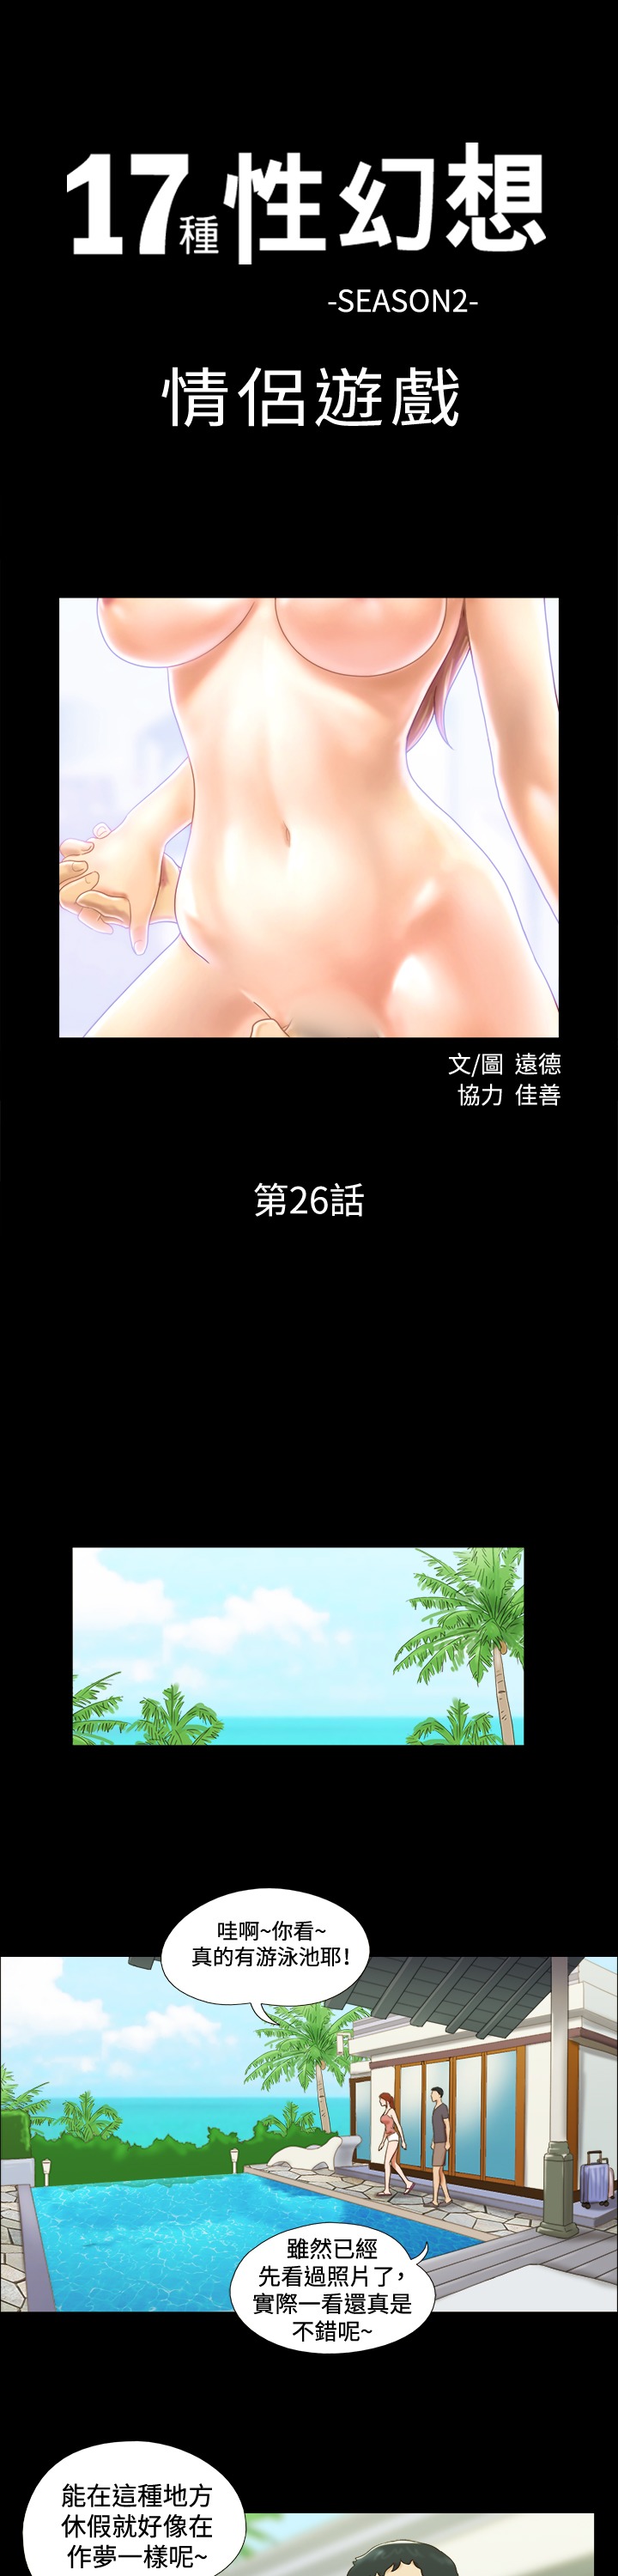 17種性幻想
-SEASON2-
情侶遊戲
文/圖 遠德
協力 佳善
第26話
哇啊~你看~
真的有游泳池耶!
雖然已經
先看過照片了,
實際一看還真是
不錯呢~
能在這種地方
休假就好像在
作夢一樣呢~